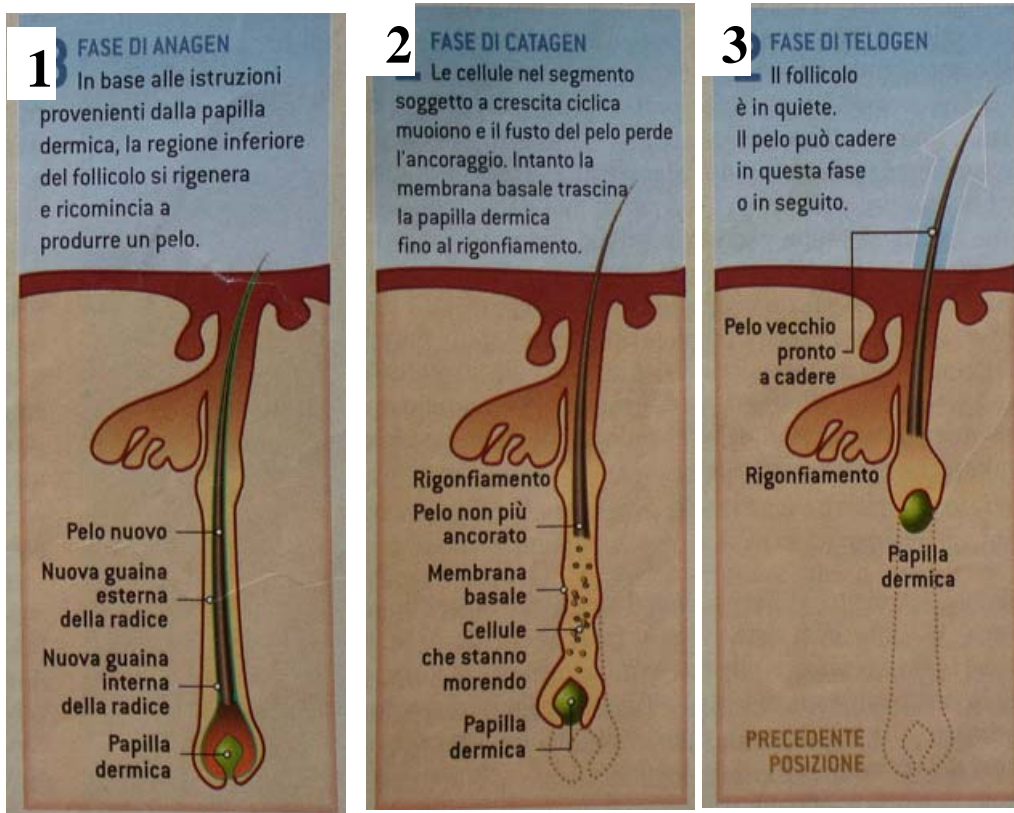 1
FASE DI ANAGEN
In base alle istruzioni
provenienti dalla papilla
dermica, la regione inferiore
del follicolo si rigenera
e ricomincia a
produrre un pelo.
Pelo nuovo
Nuova guaina
esterna
della radice
Nuova guaina
interna
della radice
Papilla
dermica
2
FASE DI CATAGEN
Le cellule nel segmento
soggetto a crescita ciclica
muoiono e il fusto del pelo perde
l'ancoraggio. Intanto la
membrana basale trascina
la papilla dermica
fino al rigonfiamento.
Rigonfiamento
Pelo non più
ancorato
Membrana
basale
Cellule
che stanno
morendo
Papilla
dermica
3
FASE DI TELOGEN
Il follicolo
è in quiete.
Il pelo può cadere
in questa fase
o in seguito.
Pelo vecchio
pronto
a cadere
Rigonfiamento
Papilla
dermica
PRECEDENTE
POSIZIONE